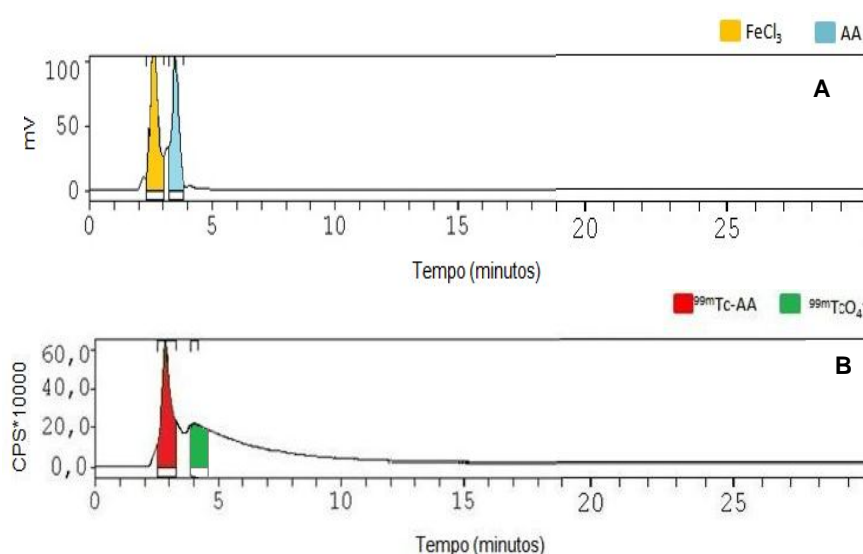 FeCl₃ AA
A
100
50
0
mV
0 5 10 15 20 25
Tempo (minutos)
⁹⁹ᵐTc-AA ⁹⁹ᵐTcO₄⁻
B
60,0
40,0
20,0
0,0
CPS*10000
0 5 10 15 20 25
Tempo (minutos)